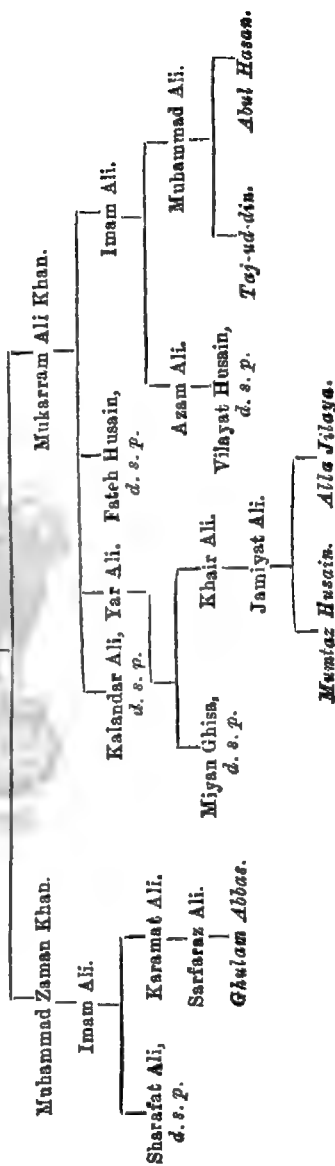 Muhammad Zaman Khan.
Mukarram Ali Khan.
Imam Ali.
Kalandar Ali,
d. s. p.
Yar Ali.
Fateh Husain,
d. s. p.
Imam Ali.
Sharafat Ali,
d. s. p.
Karamat Ali.
Miyan Ghisa,
d. s. p.
Khair Ali.
Azam Ali.
Muhammad Ali.
Sarfaraz Ali.
Jamiyat Ali.
Vilayat Husain,
d. s. p.
Taj-ud-din.
Abul Hasan.
Ghulam Abbas.
Mumtaz Husain.
Alla Jilaya.